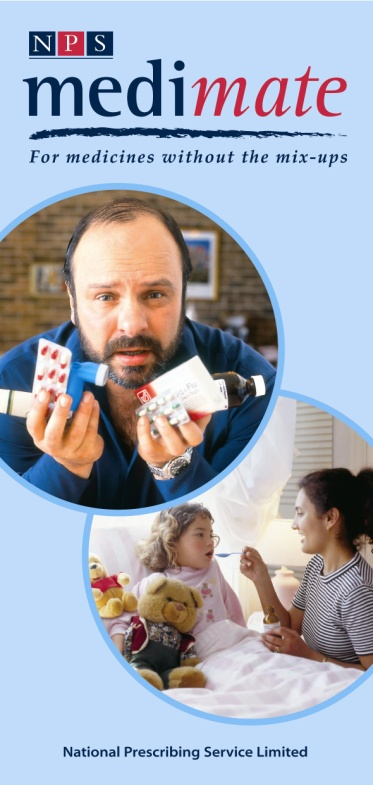 NPS
medimate
For medicines without the mix-ups
National Prescribing Service Limited